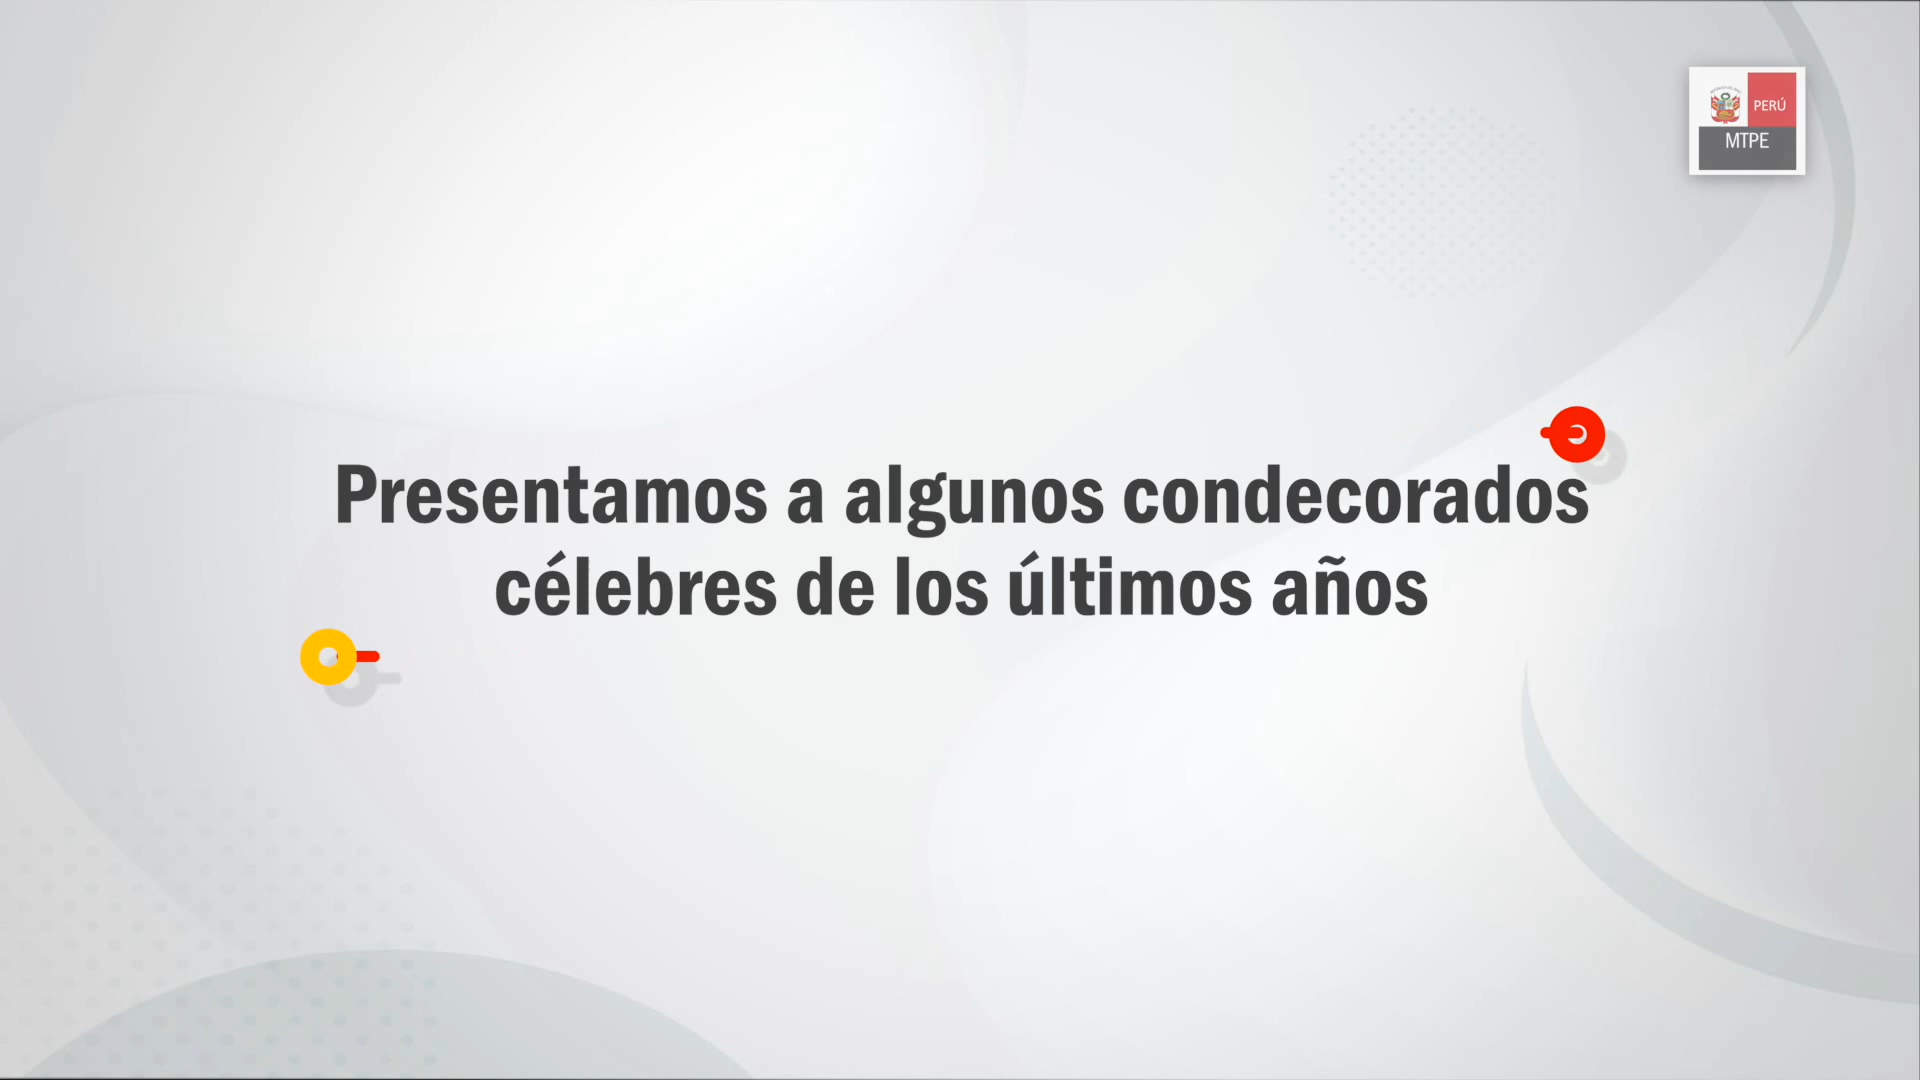 PERÚ
MTPE
Presentamos a algunos condecorados
célebres de los últimos años